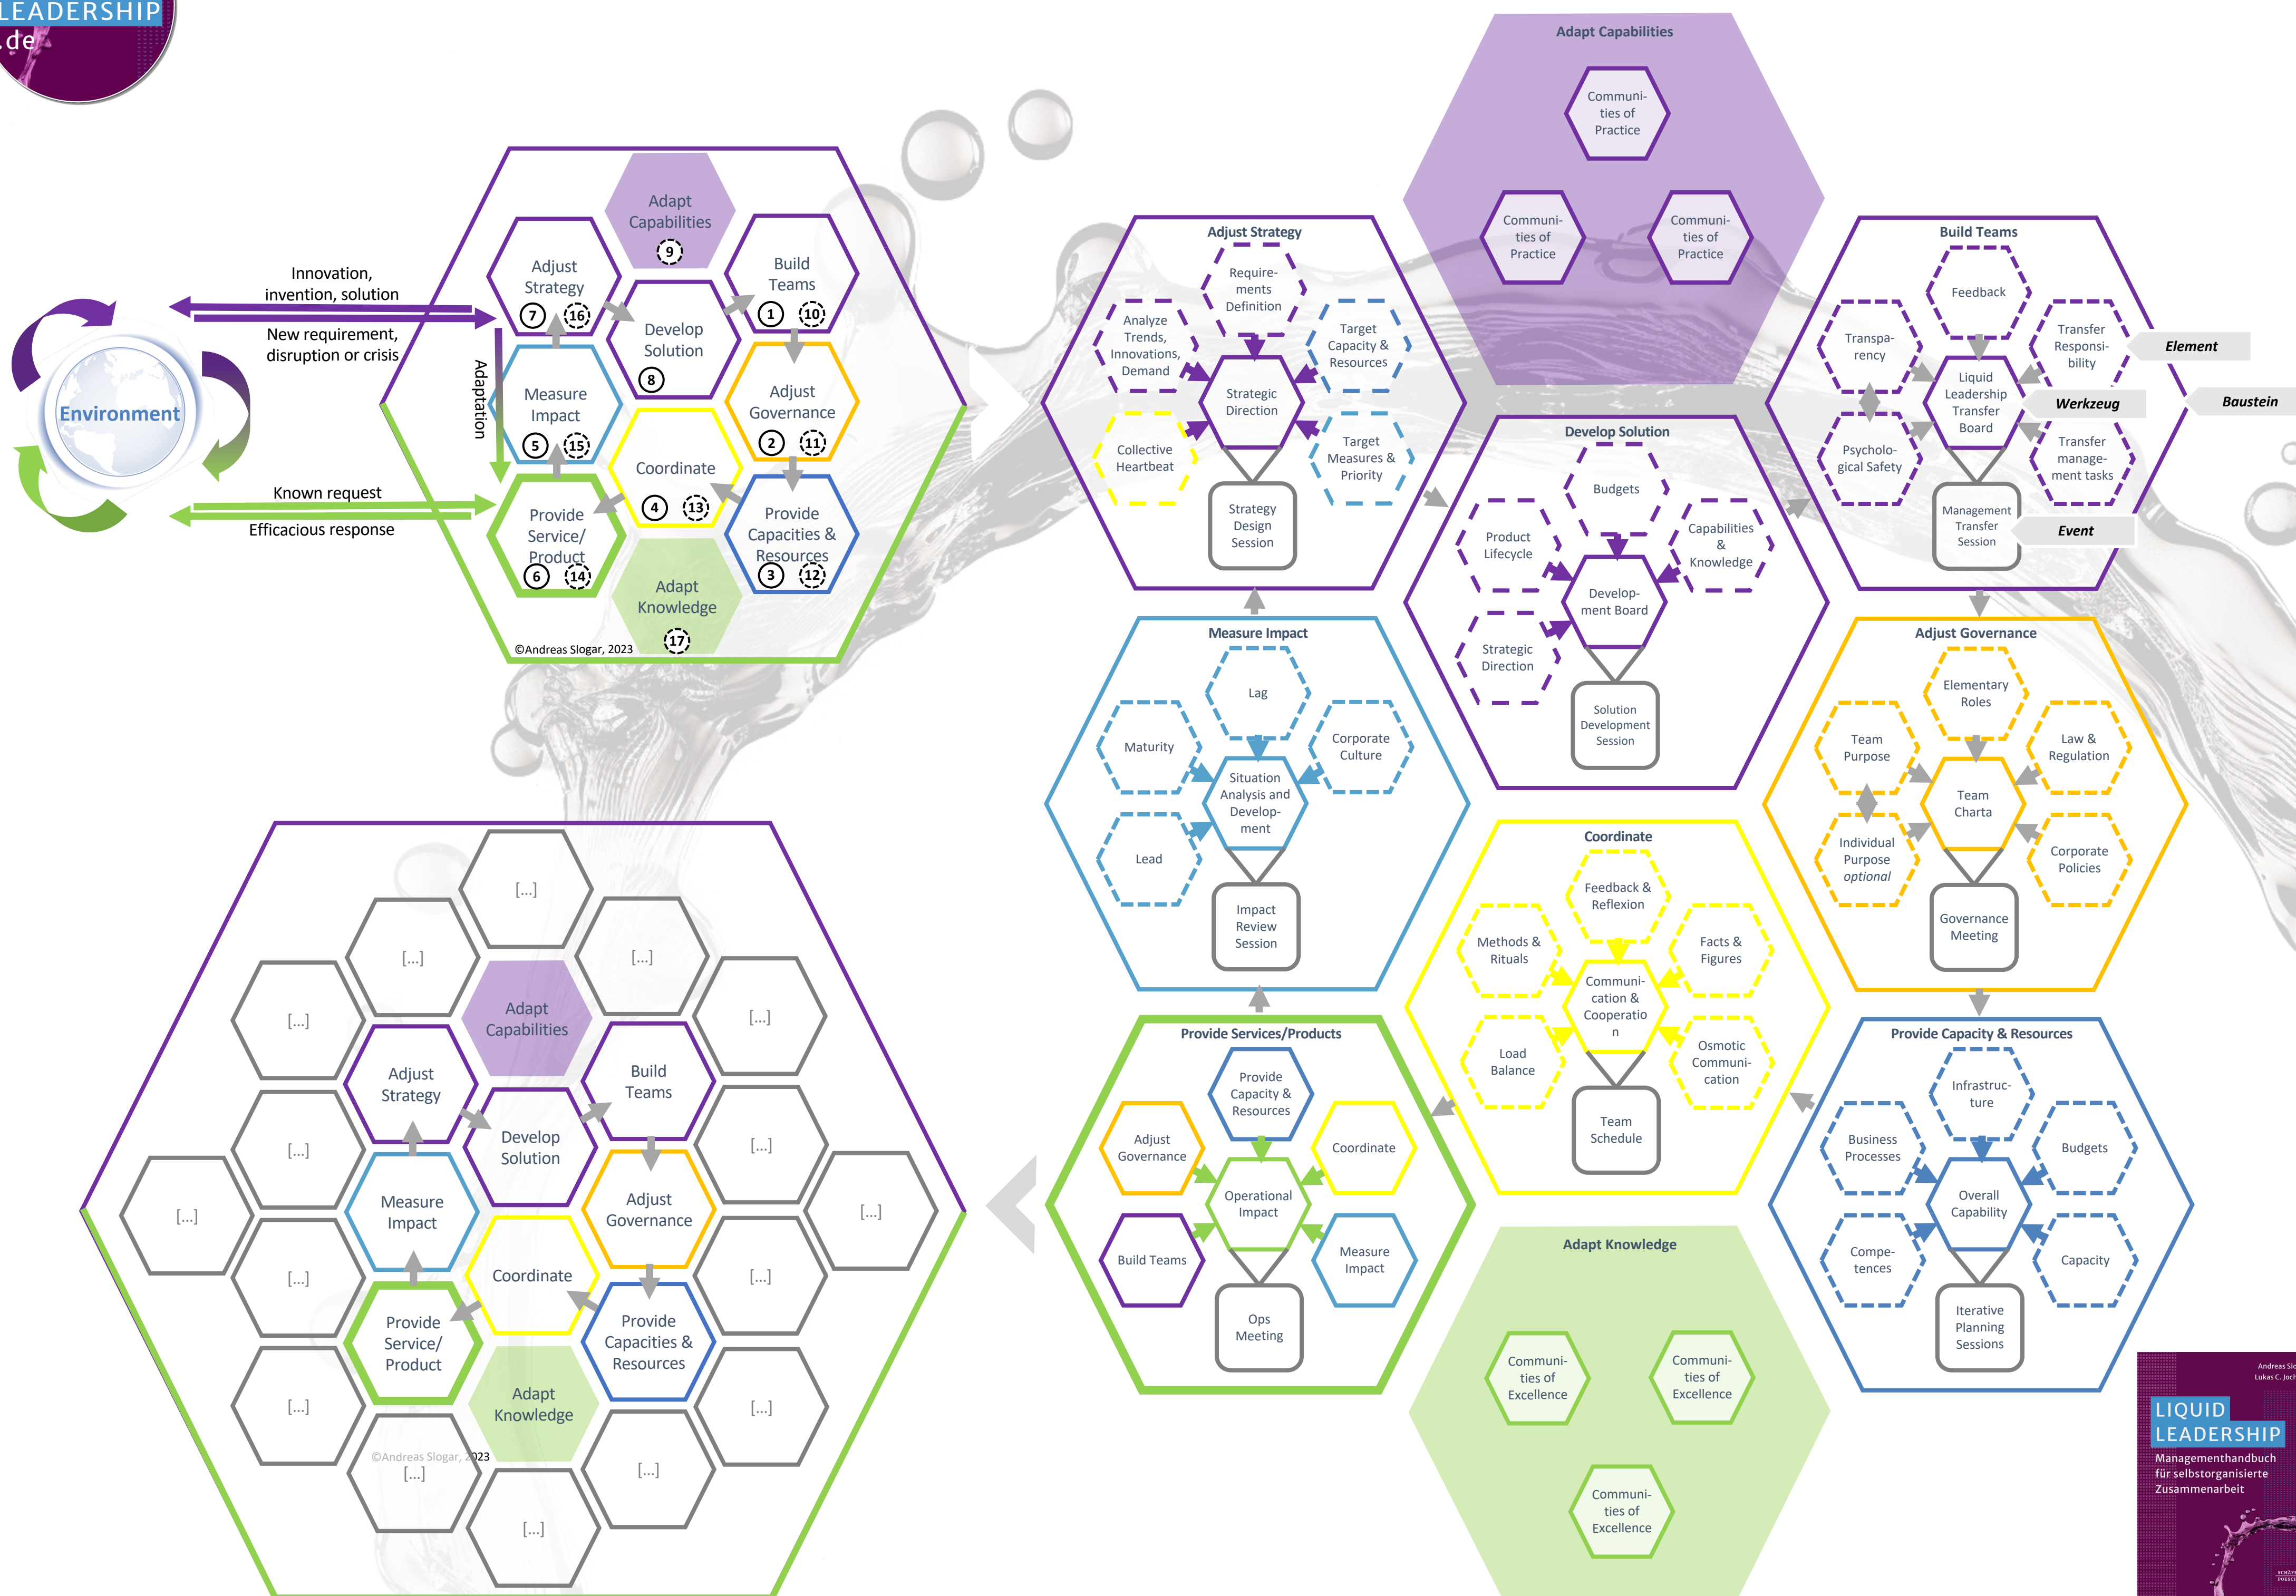 LEADERSHIP
.de
Innovation,
invention, solution
New requirement,
disruption or crisis
Environment
Adaptation
Known request
Efficacious response
Adapt
Capabilities
9
Adjust
Strategy
7
16
Build
Teams
1
10
Develop
Solution
8
Measure
Impact
5
15
Adjust
Governance
2
11
Coordinate
4
13
Provide
Service/
Product
6
14
Provide
Capacities &
Resources
3
12
Adapt
Knowledge
17
©Andreas Slogar, 2023
Adapt Capabilities
Communi-
ties of
Practice
Communi-
ties of
Practice
Communi-
ties of
Practice
Adjust Strategy
Require-
ments
Definition
Analyze
Trends,
Innovations,
Demand
Target
Capacity &
Resources
Strategic
Direction
Collective
Heartbeat
Target
Measures &
Priority
Strategy
Design
Session
Build Teams
Feedback
Transpa-
rency
Transfer
Responsi-
bility
Liquid
Leadership
Transfer
Board
Psycholo-
gical Safety
Transfer
manage-
ment tasks
Management
Transfer
Session
Element
Werkzeug
Baustein
Event
Develop Solution
Budgets
Product
Lifecycle
Capabilities
&
Knowledge
Develop-
ment Board
Strategic
Direction
Solution
Development
Session
Measure Impact
Lag
Maturity
Corporate
Culture
Situation
Analysis and
Develop-
ment
Lead
Impact
Review
Session
Adjust Governance
Elementary
Roles
Team
Purpose
Law &
Regulation
Team
Charta
Individual
Purpose
optional
Corporate
Policies
Governance
Meeting
Coordinate
Feedback &
Reflexion
Methods &
Rituals
Facts &
Figures
Communi-
cation &
Cooperatio
n
Load
Balance
Osmotic
Communi-
cation
Team
Schedule
Provide Services/Products
Provide
Capacity &
Resources
Adjust
Governance
Coordinate
Operational
Impact
Build Teams
Measure
Impact
Ops
Meeting
Provide Capacity & Resources
Infrastruc-
ture
Business
Processes
Budgets
Overall
Capability
Compe-
tences
Capacity
Iterative
Planning
Sessions
Adapt Knowledge
Communi-
ties of
Excellence
Communi-
ties of
Excellence
Communi-
ties of
Excellence
[...]
[...]
[...]
[...]
[...]
Adapt
Capabilities
Adjust
Strategy
Build
Teams
[...]
Develop
Solution
[...]
[...]
Measure
Impact
Adjust
Governance
[...]
[...]
Coordinate
[...]
Provide
Service/
Product
Provide
Capacities &
Resources
[...]
Adapt
Knowledge
[...]
©Andreas Slogar, 2023
[...]
[...]
[...]
Andreas Slo
Lukas C. Joch
LIQUID
LEADERSHIP
Managementhandbuch
für selbstorganisierte
Zusammenarbeit